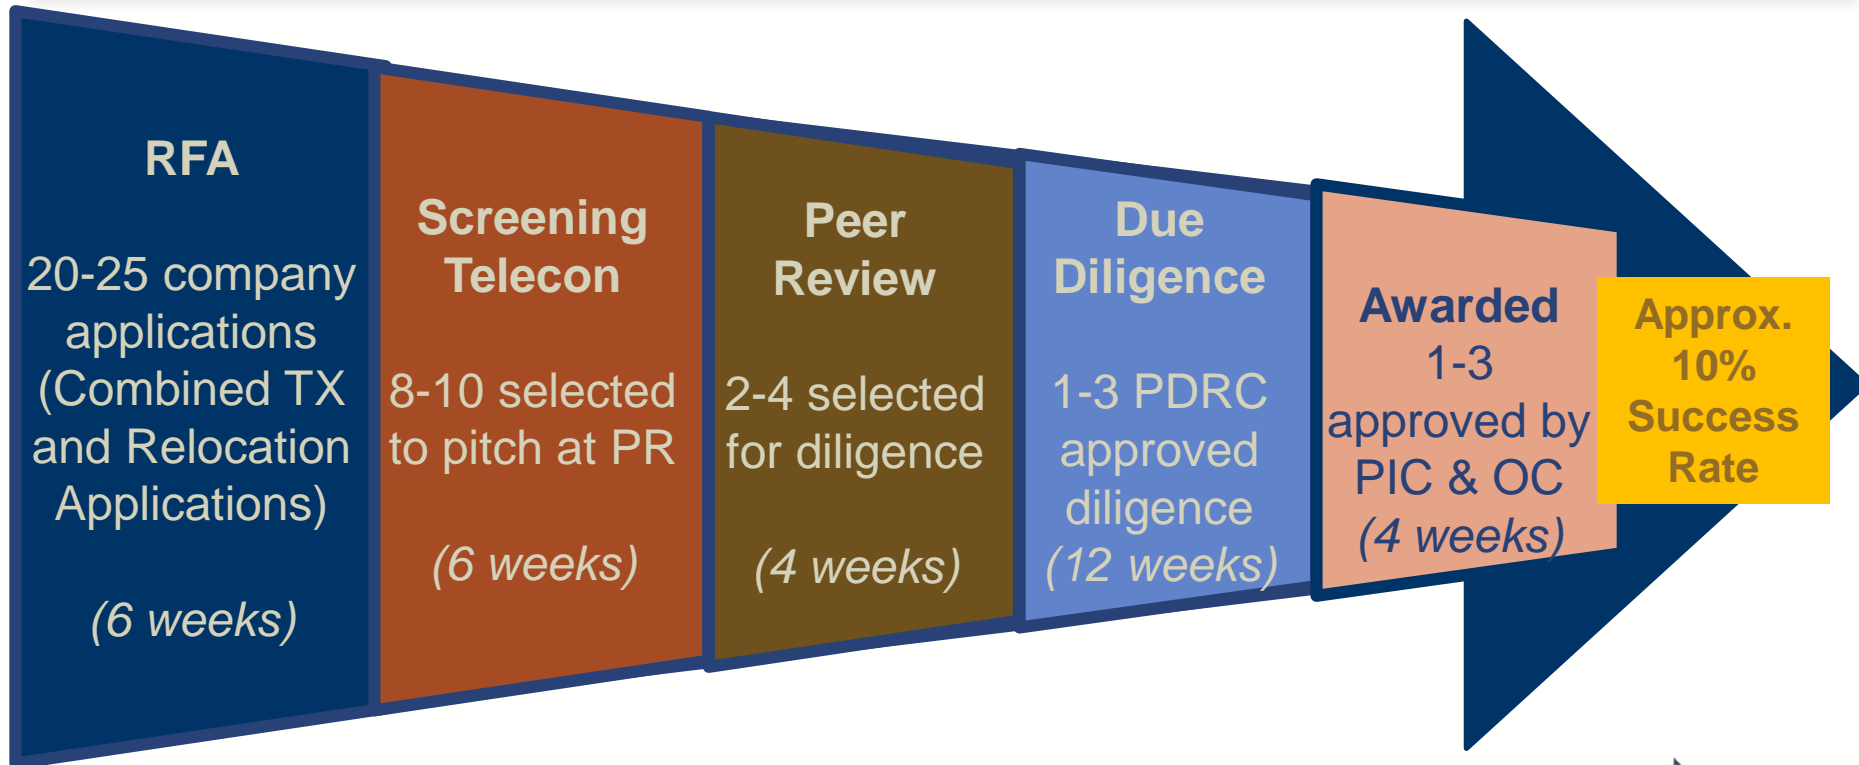 RFA
20-25 company
applications
(Combined TX
and Relocation
Applications)
(6 weeks)
Screening
Telecon
8-10 selected
to pitch at PR
(6 weeks)
Peer
Review
2-4 selected
for diligence
(4 weeks)
Due
Diligence
1-3 PDRC
approved
diligence
(12 weeks)
Awarded
1-3
approved by
PIC & OC
(4 weeks)
Approx.
10%
Success
Rate